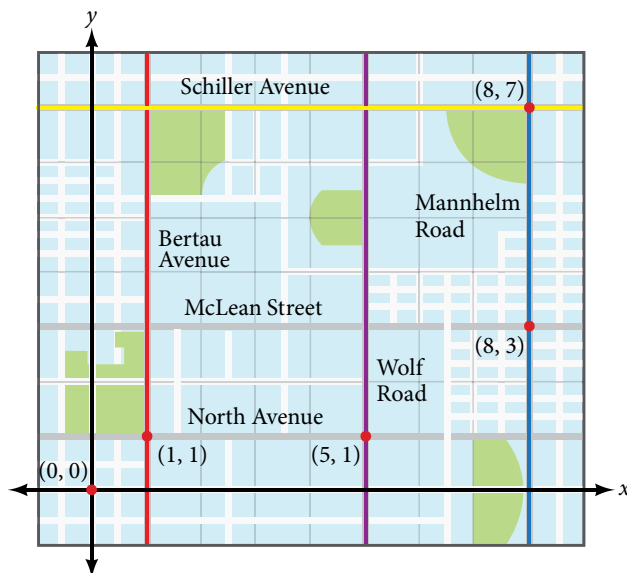 y
Schiller Avenue
(8, 7)
Mannhelm
Road
Bertau
Avenue
McLean Street
(8, 3)
Wolf
Road
North Avenue
(1, 1)
(5, 1)
(0, 0)
x